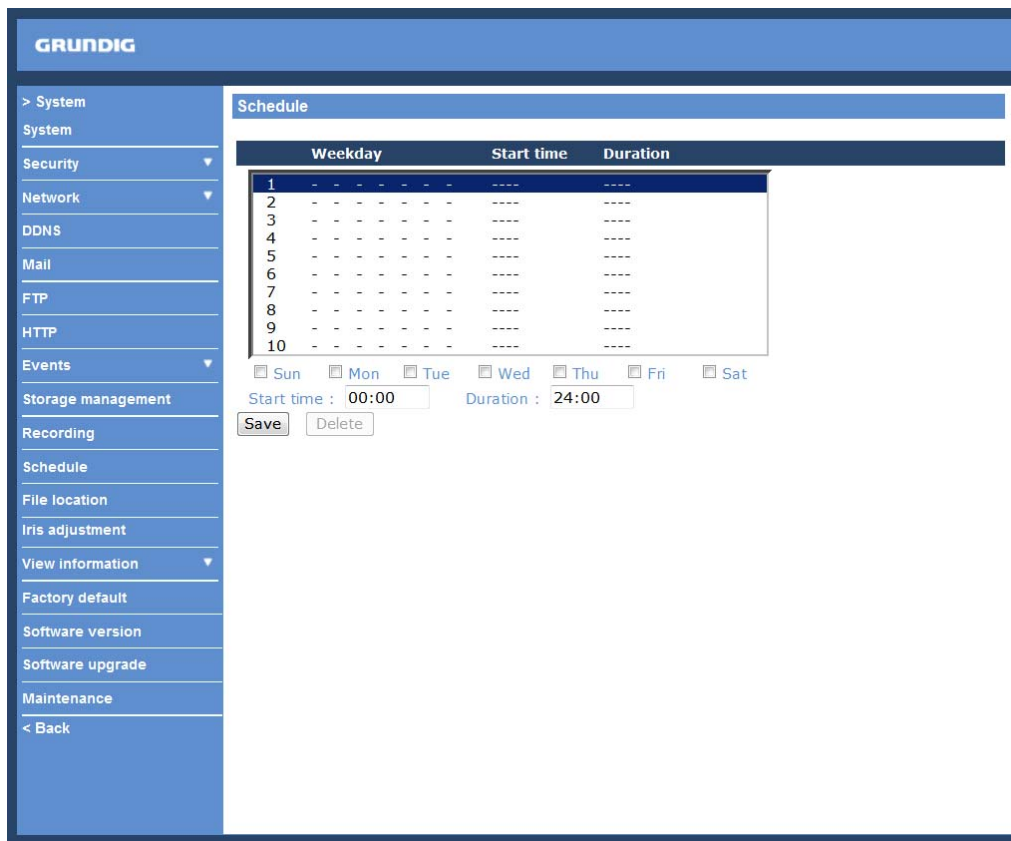 GRUNDIG
> System
System
Security
Network
DDNS
Mail
FTP
HTTP
Events
Storage management
Recording
Schedule
File location
Iris adjustment
View information
Factory default
Software version
Software upgrade
Maintenance
< Back
Schedule
Weekday Start time Duration
1 - - - - - - - ---- ----
2 - - - - - - - ---- ----
3 - - - - - - - ---- ----
4 - - - - - - - ---- ----
5 - - - - - - - ---- ----
6 - - - - - - - ---- ----
7 - - - - - - - ---- ----
8 - - - - - - - ---- ----
9 - - - - - - - ---- ----
10 - - - - - - - ---- ----
Sun Mon Tue Wed Thu Fri Sat
Start time : 00:00 Duration : 24:00
Save Delete